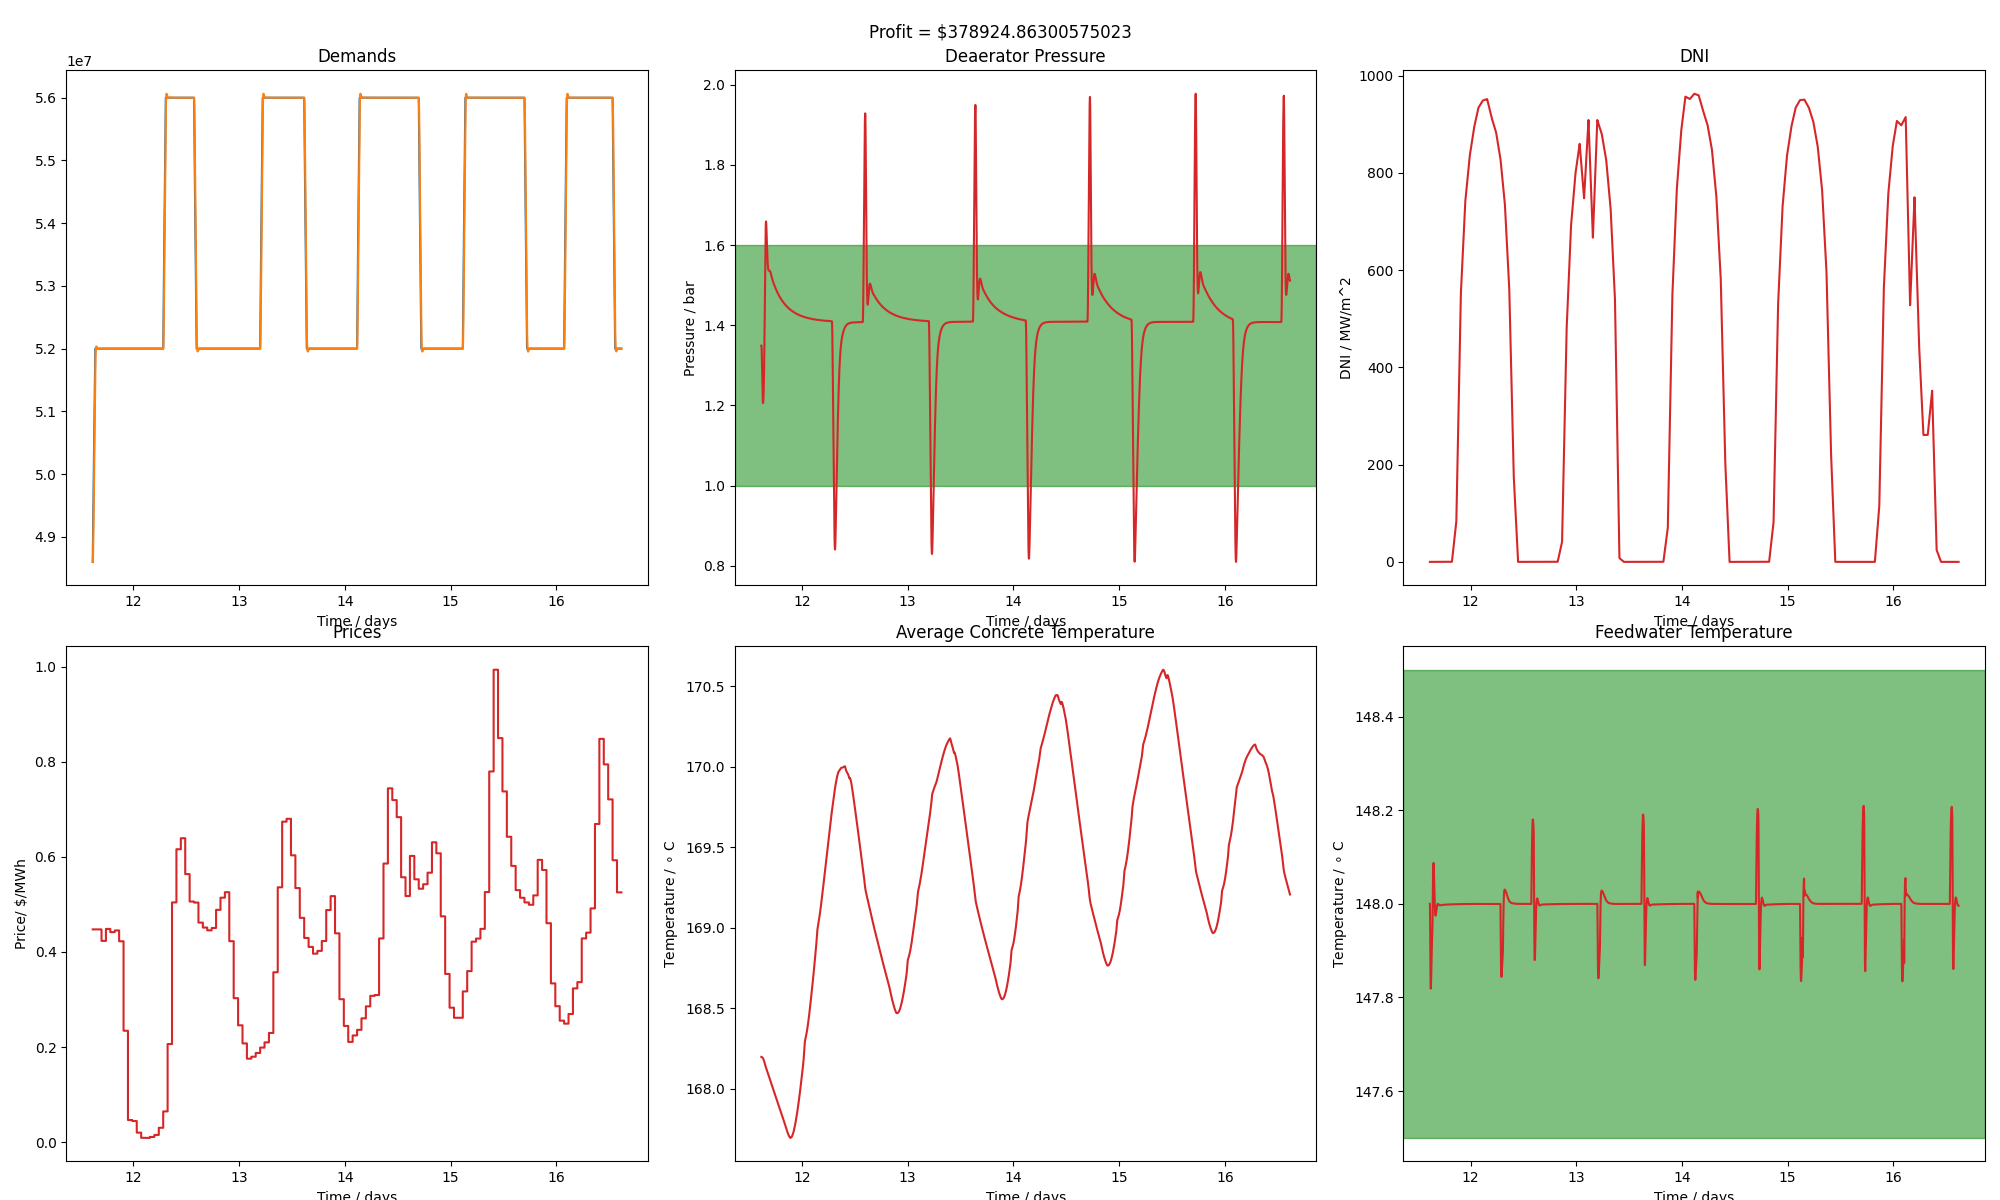 Profit = $378924.86300575023
Demands
1e7
5.6
5.5
5.4
5.3
5.2
5.1
5.0
4.9
12 13 14 15 16
Time / days
Deaerator Pressure
Pressure / bar
2.0
1.8
1.6
1.4
1.2
1.0
0.8
12 13 14 15 16
Time / days
DNI
DNI / MW/m^2
1000
800
600
400
200
0
12 13 14 15 16
Time / days
Prices
Price/ $/MWh
1.0
0.8
0.6
0.4
0.2
0.0
12 13 14 15 16
Time / days
Average Concrete Temperature
Temperature / ∘ C
170.5
170.0
169.5
169.0
168.5
168.0
12 13 14 15 16
Time / days
Feedwater Temperature
Temperature / ∘ C
148.4
148.2
148.0
147.8
147.6
12 13 14 15 16
Time / days